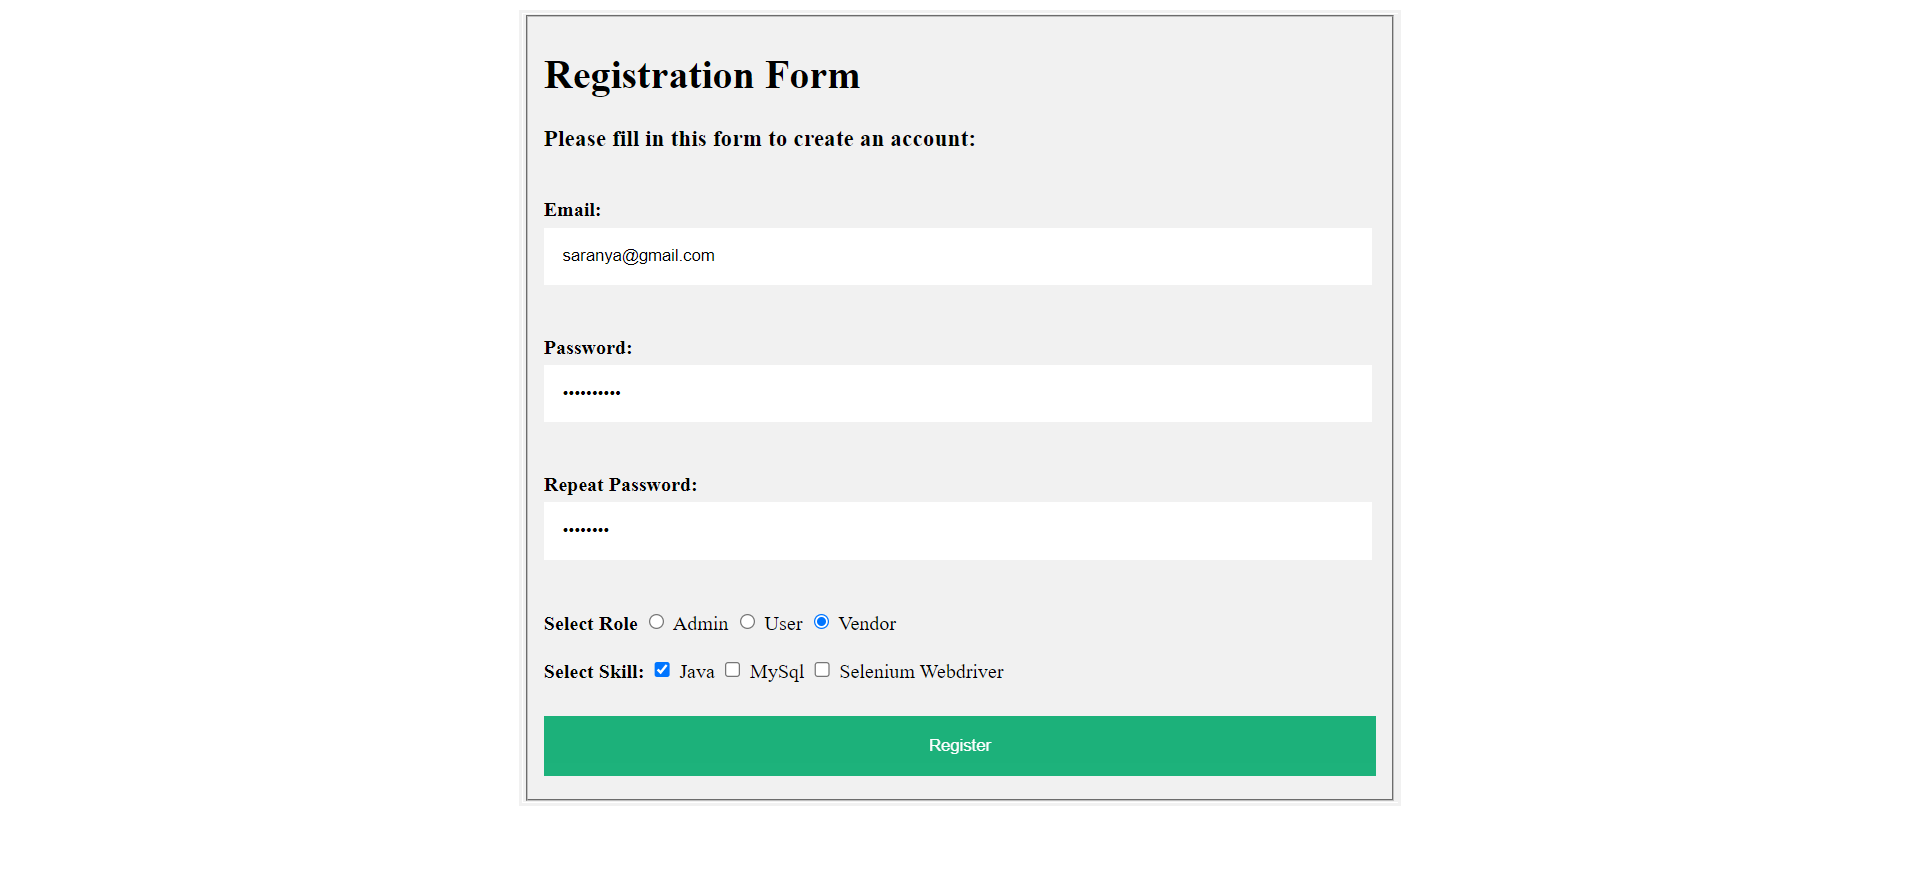 Registration Form
Please fill in this form to create an account:
Email:
saranya@gmail.com
Password:
••••••••••
Repeat Password:
••••••••
Select Role Admin User Vendor
Select Skill: Java MySql Selenium Webdriver
Register